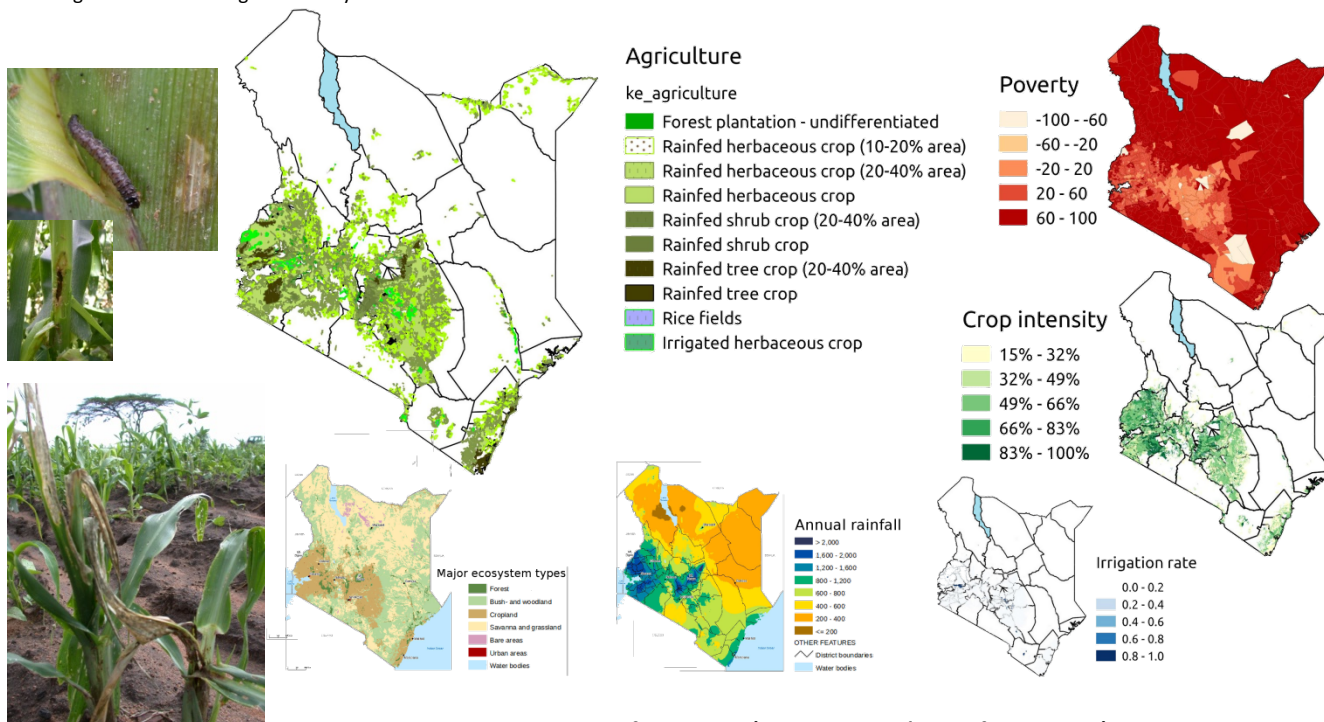 Agriculture
ke_agriculture
Forest plantation - undifferentiated
Rainfed herbaceous crop (10-20% area)
Rainfed herbaceous crop (20-40% area)
Rainfed herbaceous crop
Rainfed shrub crop (20-40% area)
Rainfed shrub crop
Rainfed tree crop (20-40% area)
Rainfed tree crop
Rice fields
Irrigated herbaceous crop
Poverty
-100 - -60
-60 - -20
-20 - 20
20 - 60
60 - 100
Crop intensity
15% - 32%
32% - 49%
49% - 66%
66% - 83%
83% - 100%
Major ecosystem types
Forest
Bush- and woodland
Cropland
Savanna and grassland
Bare areas
Urban areas
Water bodies
Annual rainfall
> 2,000
1,600 - 2,000
1,200 - 1,600
800 - 1,200
600 - 800
400 - 600
200 - 400
<= 200
OTHER FEATURES
District boundaries
Water bodies
Irrigation rate
0.0 - 0.2
0.2 - 0.4
0.4 - 0.6
0.6 - 0.8
0.8 - 1.0